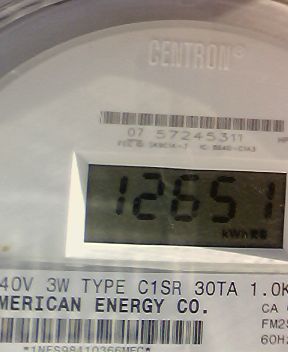 CENTRON®
07 57245311
12651
kWh
40V 3W TYPE C1SR 30TA 1.0K
MERICAN ENERGY CO.
CA
FM2S
60HZ